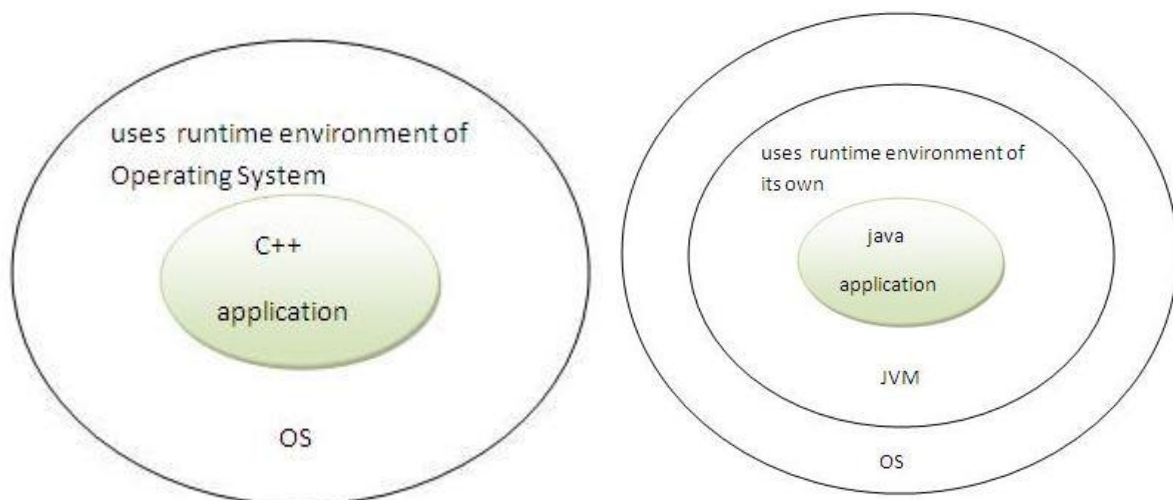 uses runtime environment of
Operating System
C++
application
OS
uses runtime environment of
its own
java
application
JVM
OS